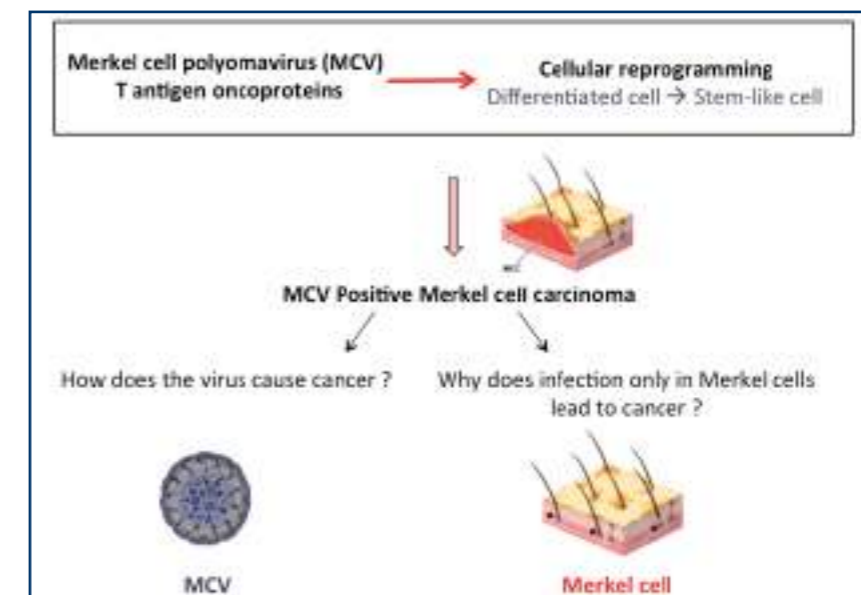 Merkel cell polyomavirus (MCV)
T antigen oncoproteins
Cellular reprogramming
Differentiated cell → Stem-like cell
MCV Positive Merkel cell carcinoma
How does the virus cause cancer ?
Why does infection only in Merkel cells
lead to cancer ?
MCV
Merkel cell